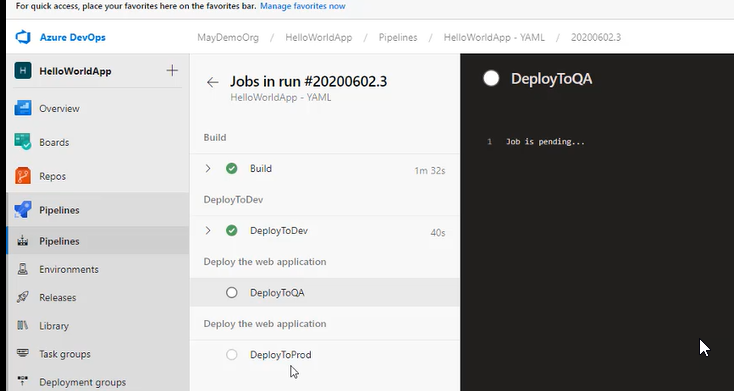 For quick access, place your favorites here on the favorites bar. Manage favorites now
Azure DevOps
MayDemoOrg / HelloWorldApp / Pipelines / HelloWorldApp - YAML / 20200602.3
H HelloWorldApp
Overview
Boards
Repos
Pipelines
Pipelines
Environments
Releases
Library
Task groups
Deployment groups
Jobs in run #20200602.3
HelloWorldApp - YAML
Build
Build 1m 32s
DeployToDev
DeployToDev 40s
Deploy the web application
DeployToQA
Deploy the web application
DeployToProd
DeployToQA
1 Job is pending...